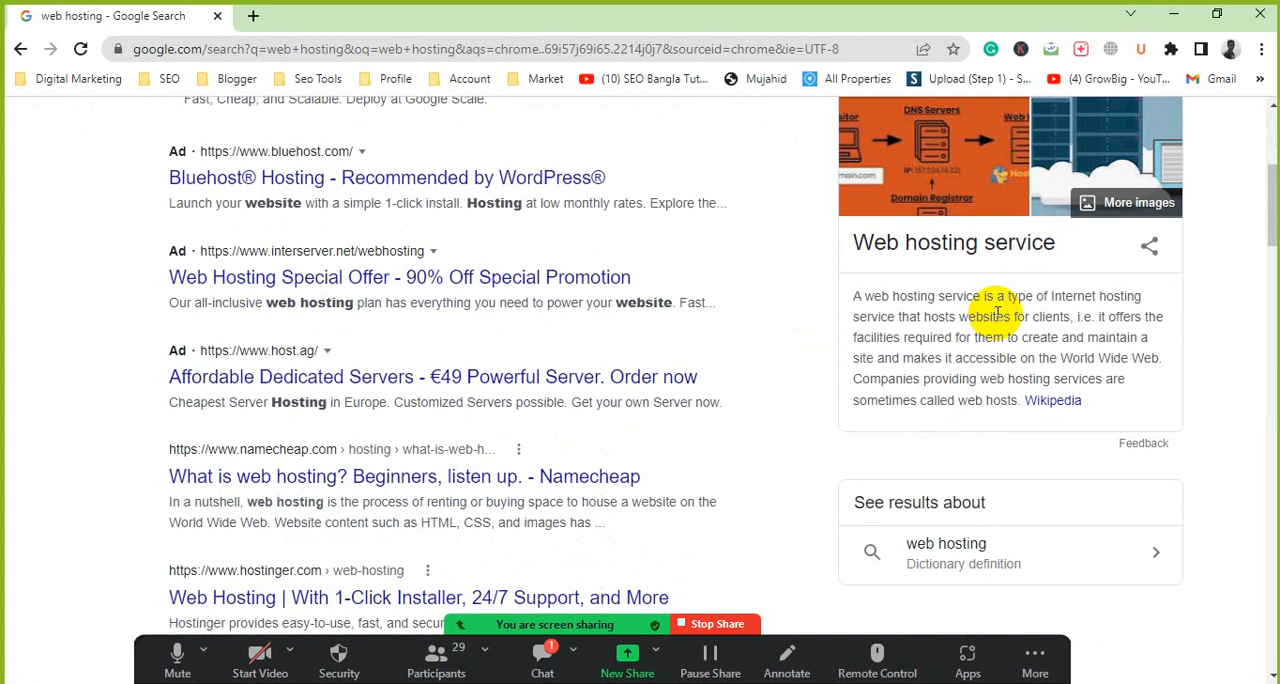 web hosting - Google Search
google.com/search?q=web+hosting&oq=web+hosting&aqs=chrome..69i57j69i65.2214j0j7&sourceid=chrome&ie=UTF-8
Digital Marketing SEO Blogger Seo Tools Profile Account Market (10) SEO Bangla Tut... Mujahid All Properties Upload (Step 1) - S... (4) GrowBig - YouT... Gmail »
Fast, Cheap, and Scalable. Deploy at Google Scale.
Ad · https://www.bluehost.com/
Bluehost® Hosting - Recommended by WordPress®
Launch your website with a simple 1-click install. Hosting at low monthly rates. Explore the...
Ad · https://www.interserver.net/webhosting
Web Hosting Special Offer - 90% Off Special Promotion
Our all-inclusive web hosting plan has everything you need to power your website. Fast...
Ad · https://www.host.ag/
Affordable Dedicated Servers - €49 Powerful Server. Order now
Cheapest Server Hosting in Europe. Customized Servers possible. Get your own Server now.
https://www.namecheap.com › hosting › what-is-web-h...
What is web hosting? Beginners, listen up. - Namecheap
In a nutshell, web hosting is the process of renting or buying space to house a website on the
World Wide Web. Website content such as HTML, CSS, and images has ...
https://www.hostinger.com › web-hosting
Web Hosting | With 1-Click Installer, 24/7 Support, and More
Hostinger provides easy-to-use, fast, and secur
DNS Servers
Domain Registrar
More images
Web hosting service
A web hosting service is a type of Internet hosting
service that hosts websites for clients, i.e. it offers the
facilities required for them to create and maintain a
site and makes it accessible on the World Wide Web.
Companies providing web hosting services are
sometimes called web hosts. Wikipedia
Feedback
See results about
web hosting
Dictionary definition
You are screen sharing Stop Share
Mute Start Video Security Participants 29 Chat 1 New Share Pause Share Annotate Remote Control Apps More